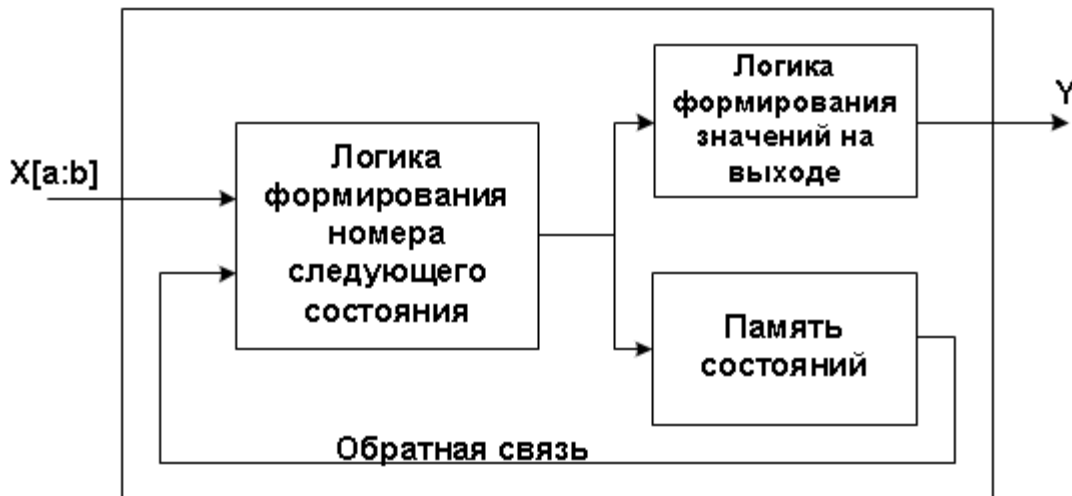 X[a:b]
Логика
формирования
номера
следующего
состояния
Логика
формирования
значений на
выходе
Y
Память
состояний
Обратная связь